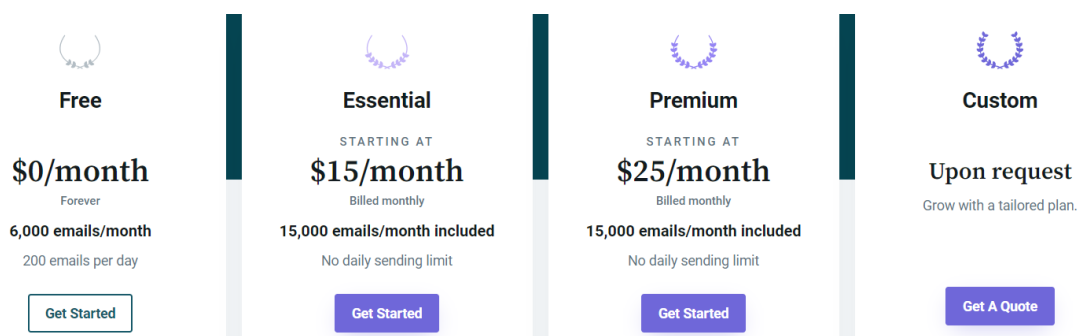 Free
$0/month
Forever
6,000 emails/month
200 emails per day
Get Started
Essential
STARTING AT
$15/month
Billed monthly
15,000 emails/month included
No daily sending limit
Get Started
Premium
STARTING AT
$25/month
Billed monthly
15,000 emails/month included
No daily sending limit
Get Started
Custom
Upon request
Grow with a tailored plan.
Get A Quote